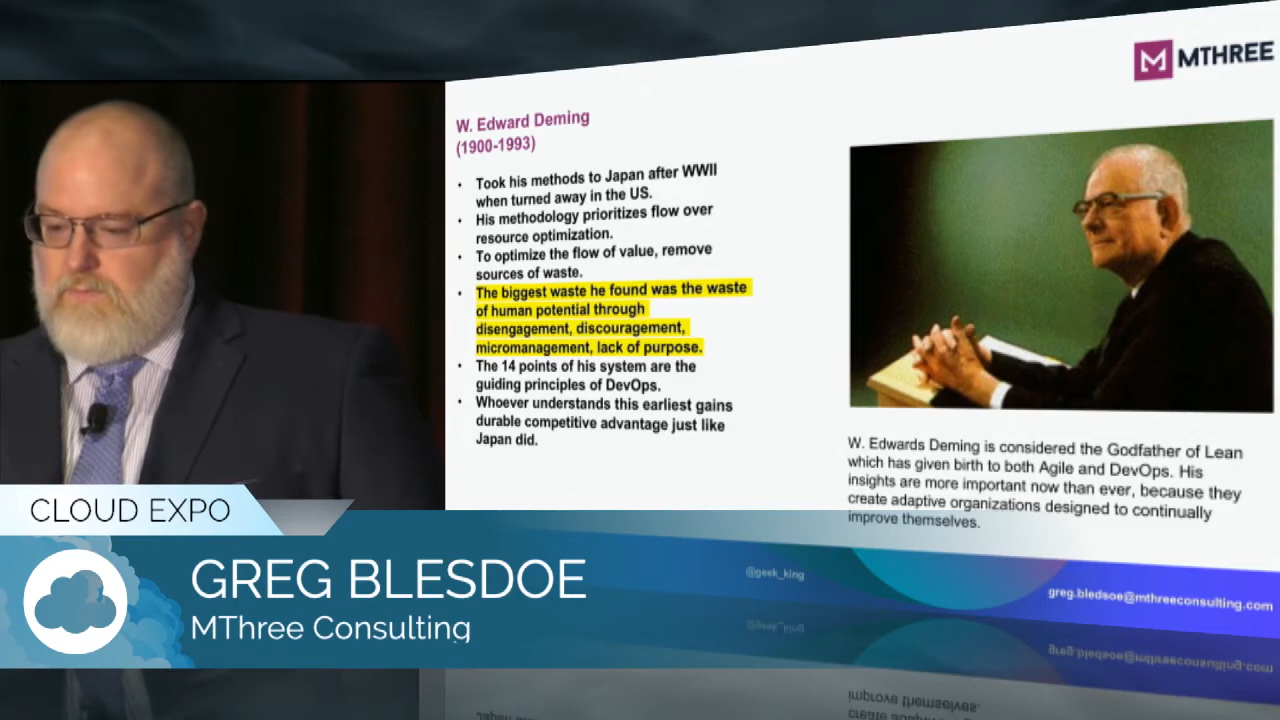 MTHREE
W. Edward Deming
(1900-1993)
• Took his methods to Japan after WWII
when turned away in the US.
• His methodology prioritizes flow over
resource optimization.
• To optimize the flow of value, remove
sources of waste.
• The biggest waste he found was the waste
of human potential through
disengagement, discouragement,
micromanagement, lack of purpose.
• The 14 points of his system are the
guiding principles of DevOps.
• Whoever understands this earliest gains
durable competitive advantage just like
Japan did.
W. Edwards Deming is considered the Godfather of Lean
which has given birth to both Agile and DevOps. His
insights are more important now than ever, because they
create adaptive organizations designed to continually
improve themselves.
@geek_king
greg.bledsoe@mthreeconsulting.com
CLOUD EXPO
GREG BLESDOE
MThree Consulting